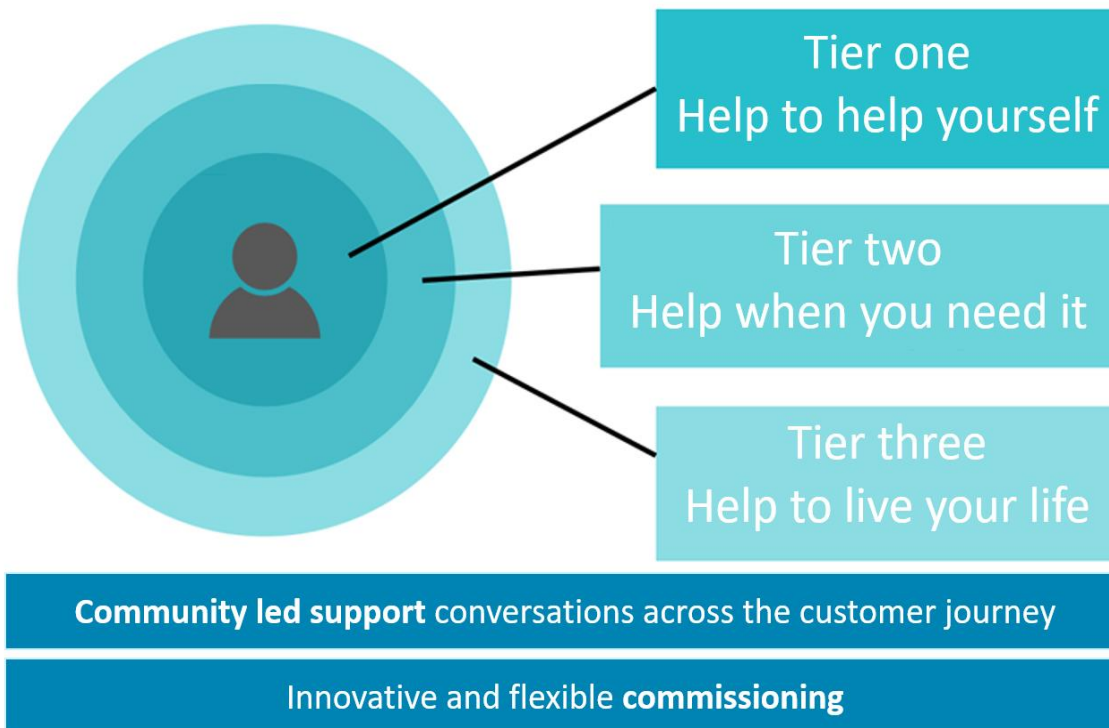 Tier one
Help to help yourself
Tier two
Help when you need it
Tier three
Help to live your life
Community led support conversations across the customer journey
Innovative and flexible commissioning